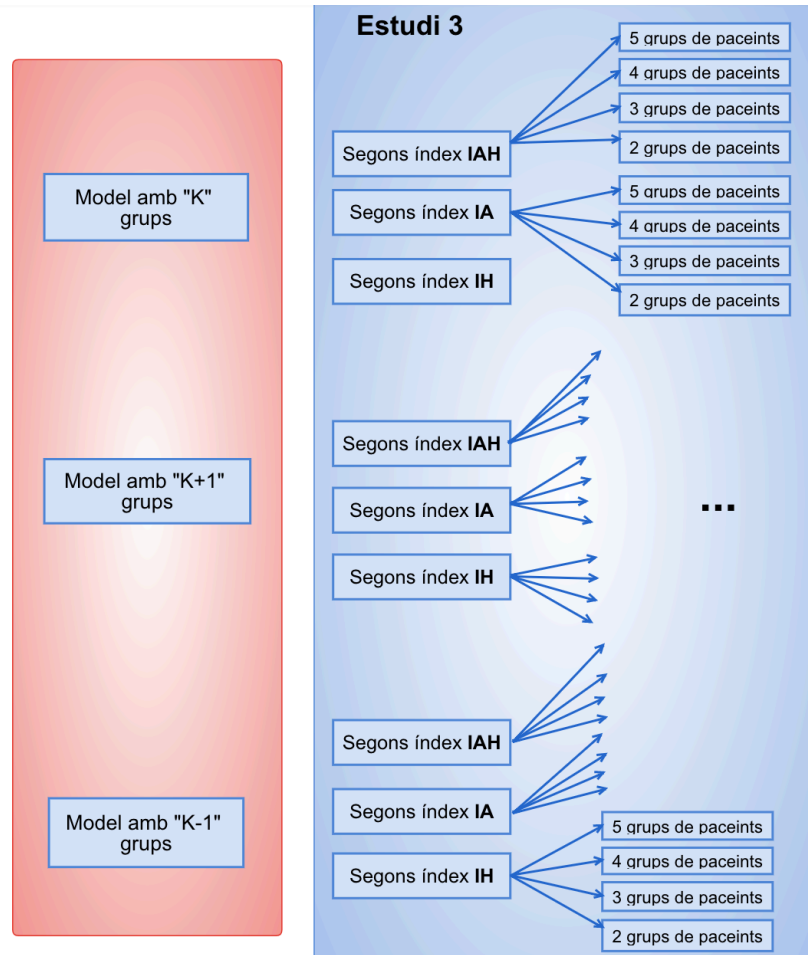 Estudi 3
Model amb "K"
grups
Segons índex IAH
5 grups de paceints
4 grups de paceints
3 grups de paceints
2 grups de paceints
Segons índex IA
5 grups de paceints
4 grups de paceints
3 grups de paceints
2 grups de paceints
Segons índex IH
Model amb "K+1"
grups
Segons índex IAH
Segons índex IA
Segons índex IH
...
Model amb "K-1"
grups
Segons índex IAH
Segons índex IA
Segons índex IH
5 grups de paceints
4 grups de paceints
3 grups de paceints
2 grups de paceints